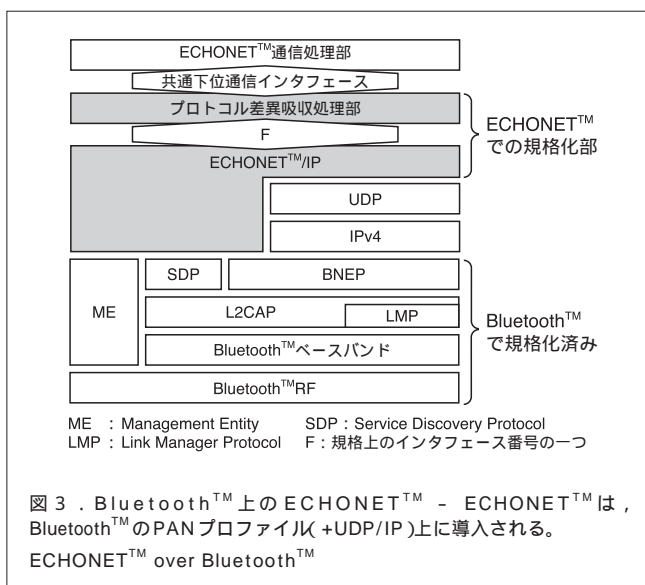 ECHONET™通信処理部
共通下位通信インタフェース
プロトコル差異吸収処理部
F
ECHONET™/IP
ECHONET™
での規格化部
UDP
IPv4
SDP
BNEP
ME
L2CAP
LMP
Bluetooth™ベースバンド
Bluetooth™RF
Bluetooth™
で規格化済み
ME : Management Entity SDP : Service Discovery Protocol
LMP : Link Manager Protocol F : 規格上のインタフェース番号の一つ
図3．Bluetooth™上のECHONET™ － ECHONET™は，
Bluetooth™のPANプロファイル(+UDP/IP)上に導入される。
ECHONET™ over Bluetooth™